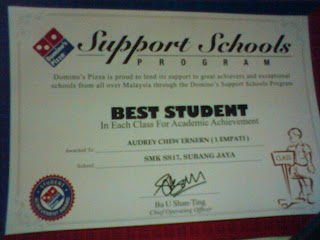 Domino's Pizza
Support Schools
PROGRAM
Domino's Pizza is proud to lend its support to great achievers and exceptional
schools from all over Malaysia through the Domino's Support Schools Program
BEST STUDENT
In Each Class For Academic Achievement
Awarded To: AUDREY CHEW ERNERN ( 1 EMPATI )
School: SMK SS17, SUBANG JAYA
Ba U Shan-Ting
Chief Operating Officer
CLASS